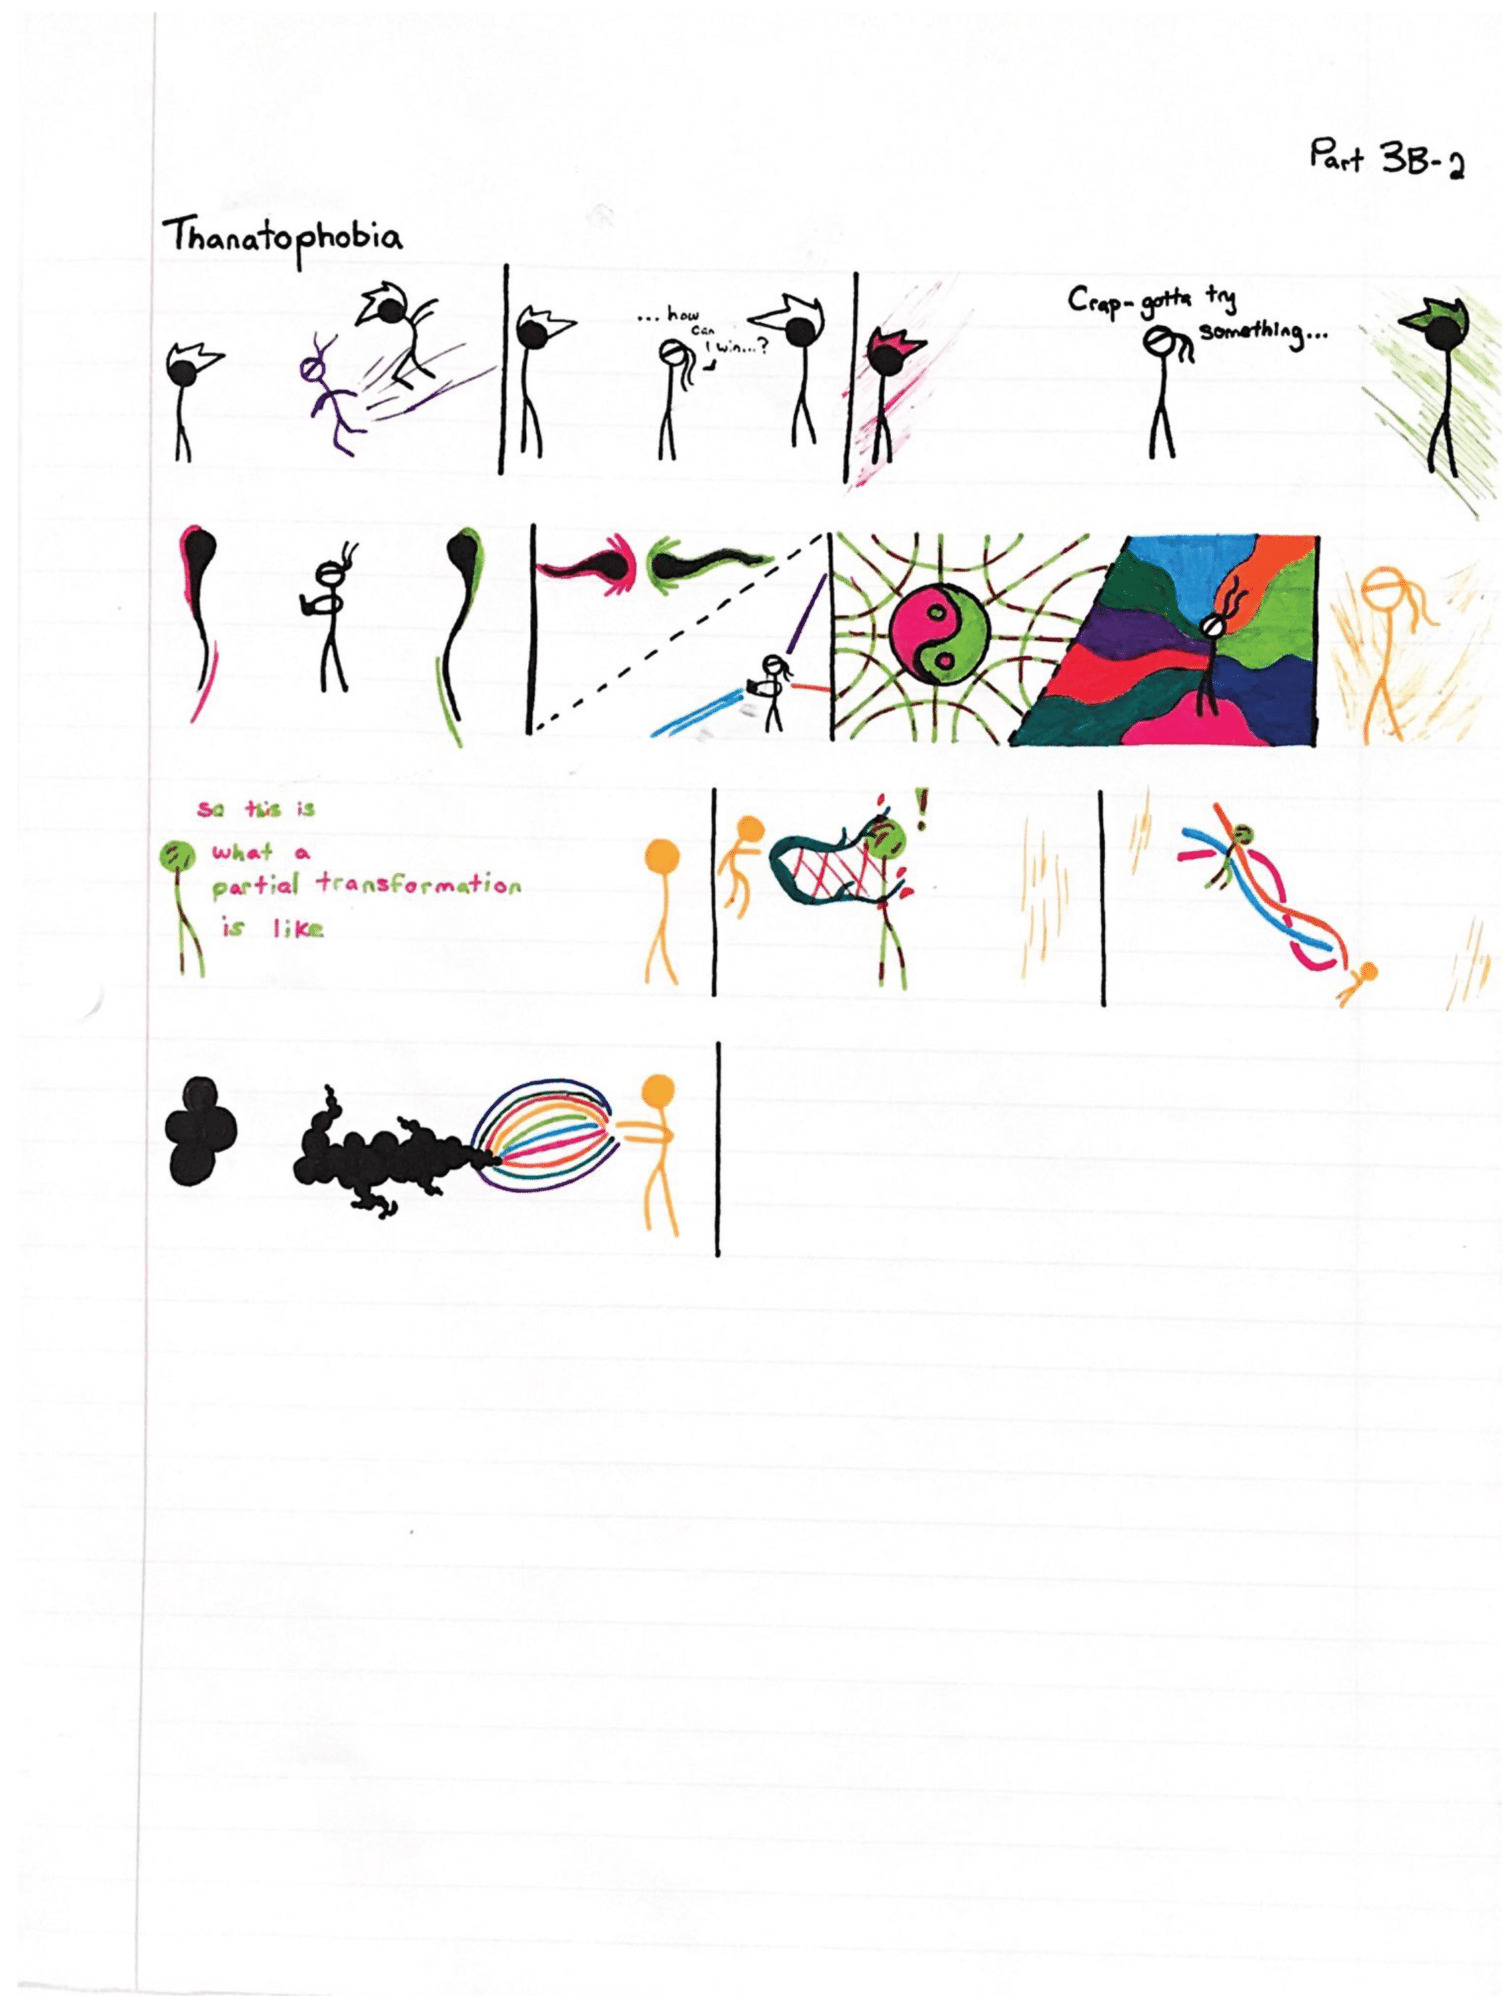 Part 3B-2
Thanatophobia
...how
can
I win...?
Crap-gotta try
something...
So this is
what a
partial transformation
is like
!